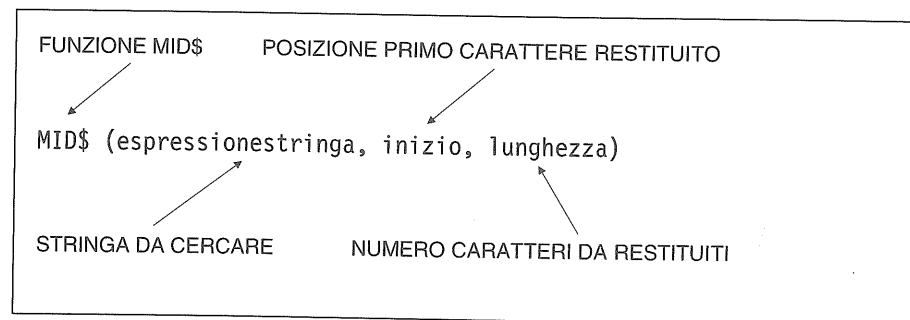 FUNZIONE MID$ POSIZIONE PRIMO CARATTERE RESTITUITO
MID$ (espressionestringa, inizio, lunghezza)
STRINGA DA CERCARE NUMERO CARATTERI DA RESTITUITI